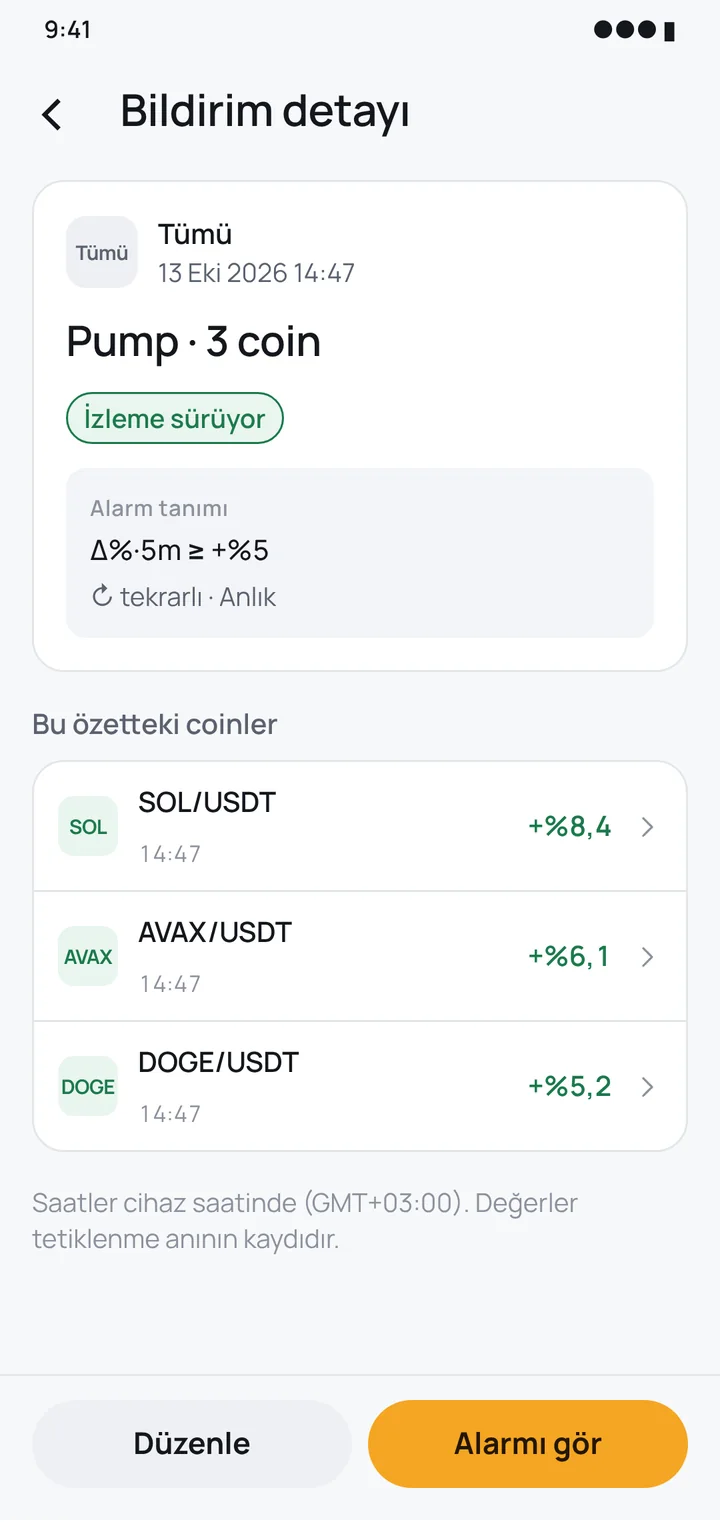 9:41
Bildirim detayı
Tümü
Tümü
13 Eki 2026 14:47
Pump · 3 coin
İzleme sürüyor
Alarm tanımı
Δ%·5m ≥ +%5
↻ tekrarlı · Anlık
Bu özetteki coinler
SOL
SOL/USDT
14:47
+%8,4
AVAX
AVAX/USDT
14:47
+%6,1
DOGE
DOGE/USDT
14:47
+%5,2
Saatler cihaz saatinde (GMT+03:00). Değerler
tetiklenme anının kaydıdır.
Düzenle
Alarmı gör